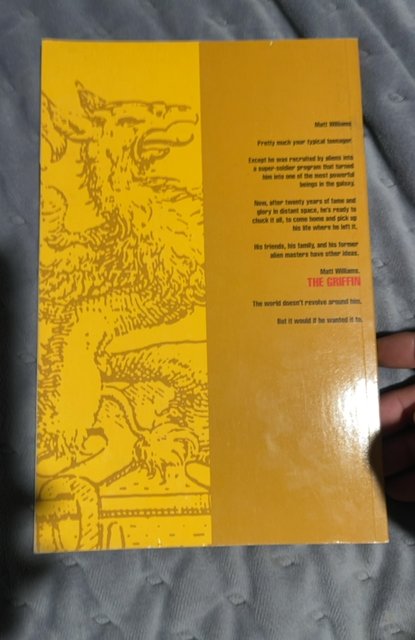 Matt Williams.
Pretty much your typical teenager.
Except he was recruited by aliens into
a super-soldier program that turned
him into one of the most powerful
beings in the galaxy.
Now, after twenty years of fame and
glory in distant space, he's ready to
chuck it all, to come home and pick up
his life where he left it.
His friends, his family, and his former
alien masters have other ideas.
Matt Williams.
THE GRIFFIN
The world doesn't revolve around him.
But it would if he wanted it to.